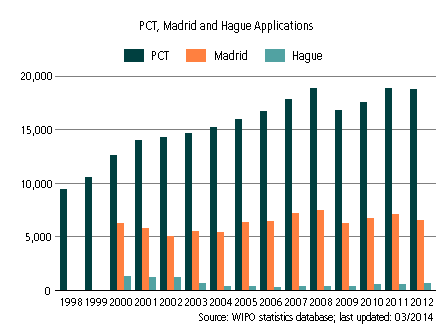 PCT, Madrid and Hague Applications
PCT Madrid Hague
20,000
15,000
10,000
5,000
0
1998 1999 2000 2001 2002 2003 2004 2005 2006 2007 2008 2009 2010 2011 2012
Source: WIPO statistics database; last updated: 03/2014